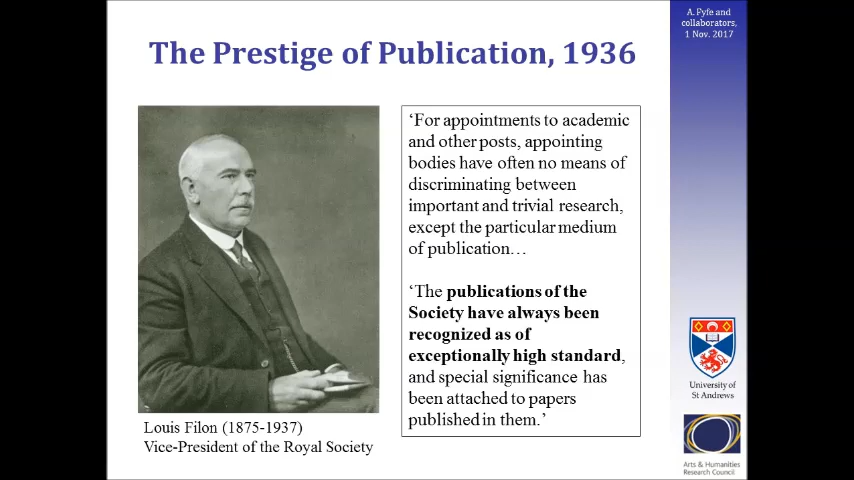 A. Fyfe and
collaborators,
1 Nov. 2017
The Prestige of Publication, 1936
‘For appointments to academic
and other posts, appointing
bodies have often no means of
discriminating between
important and trivial research,
except the particular medium
of publication…
‘The publications of the
Society have always been
recognized as of
exceptionally high standard,
and special significance has
been attached to papers
published in them.’
Louis Filon (1875-1937)
Vice-President of the Royal Society
University of
St Andrews
Arts & Humanities
Research Council